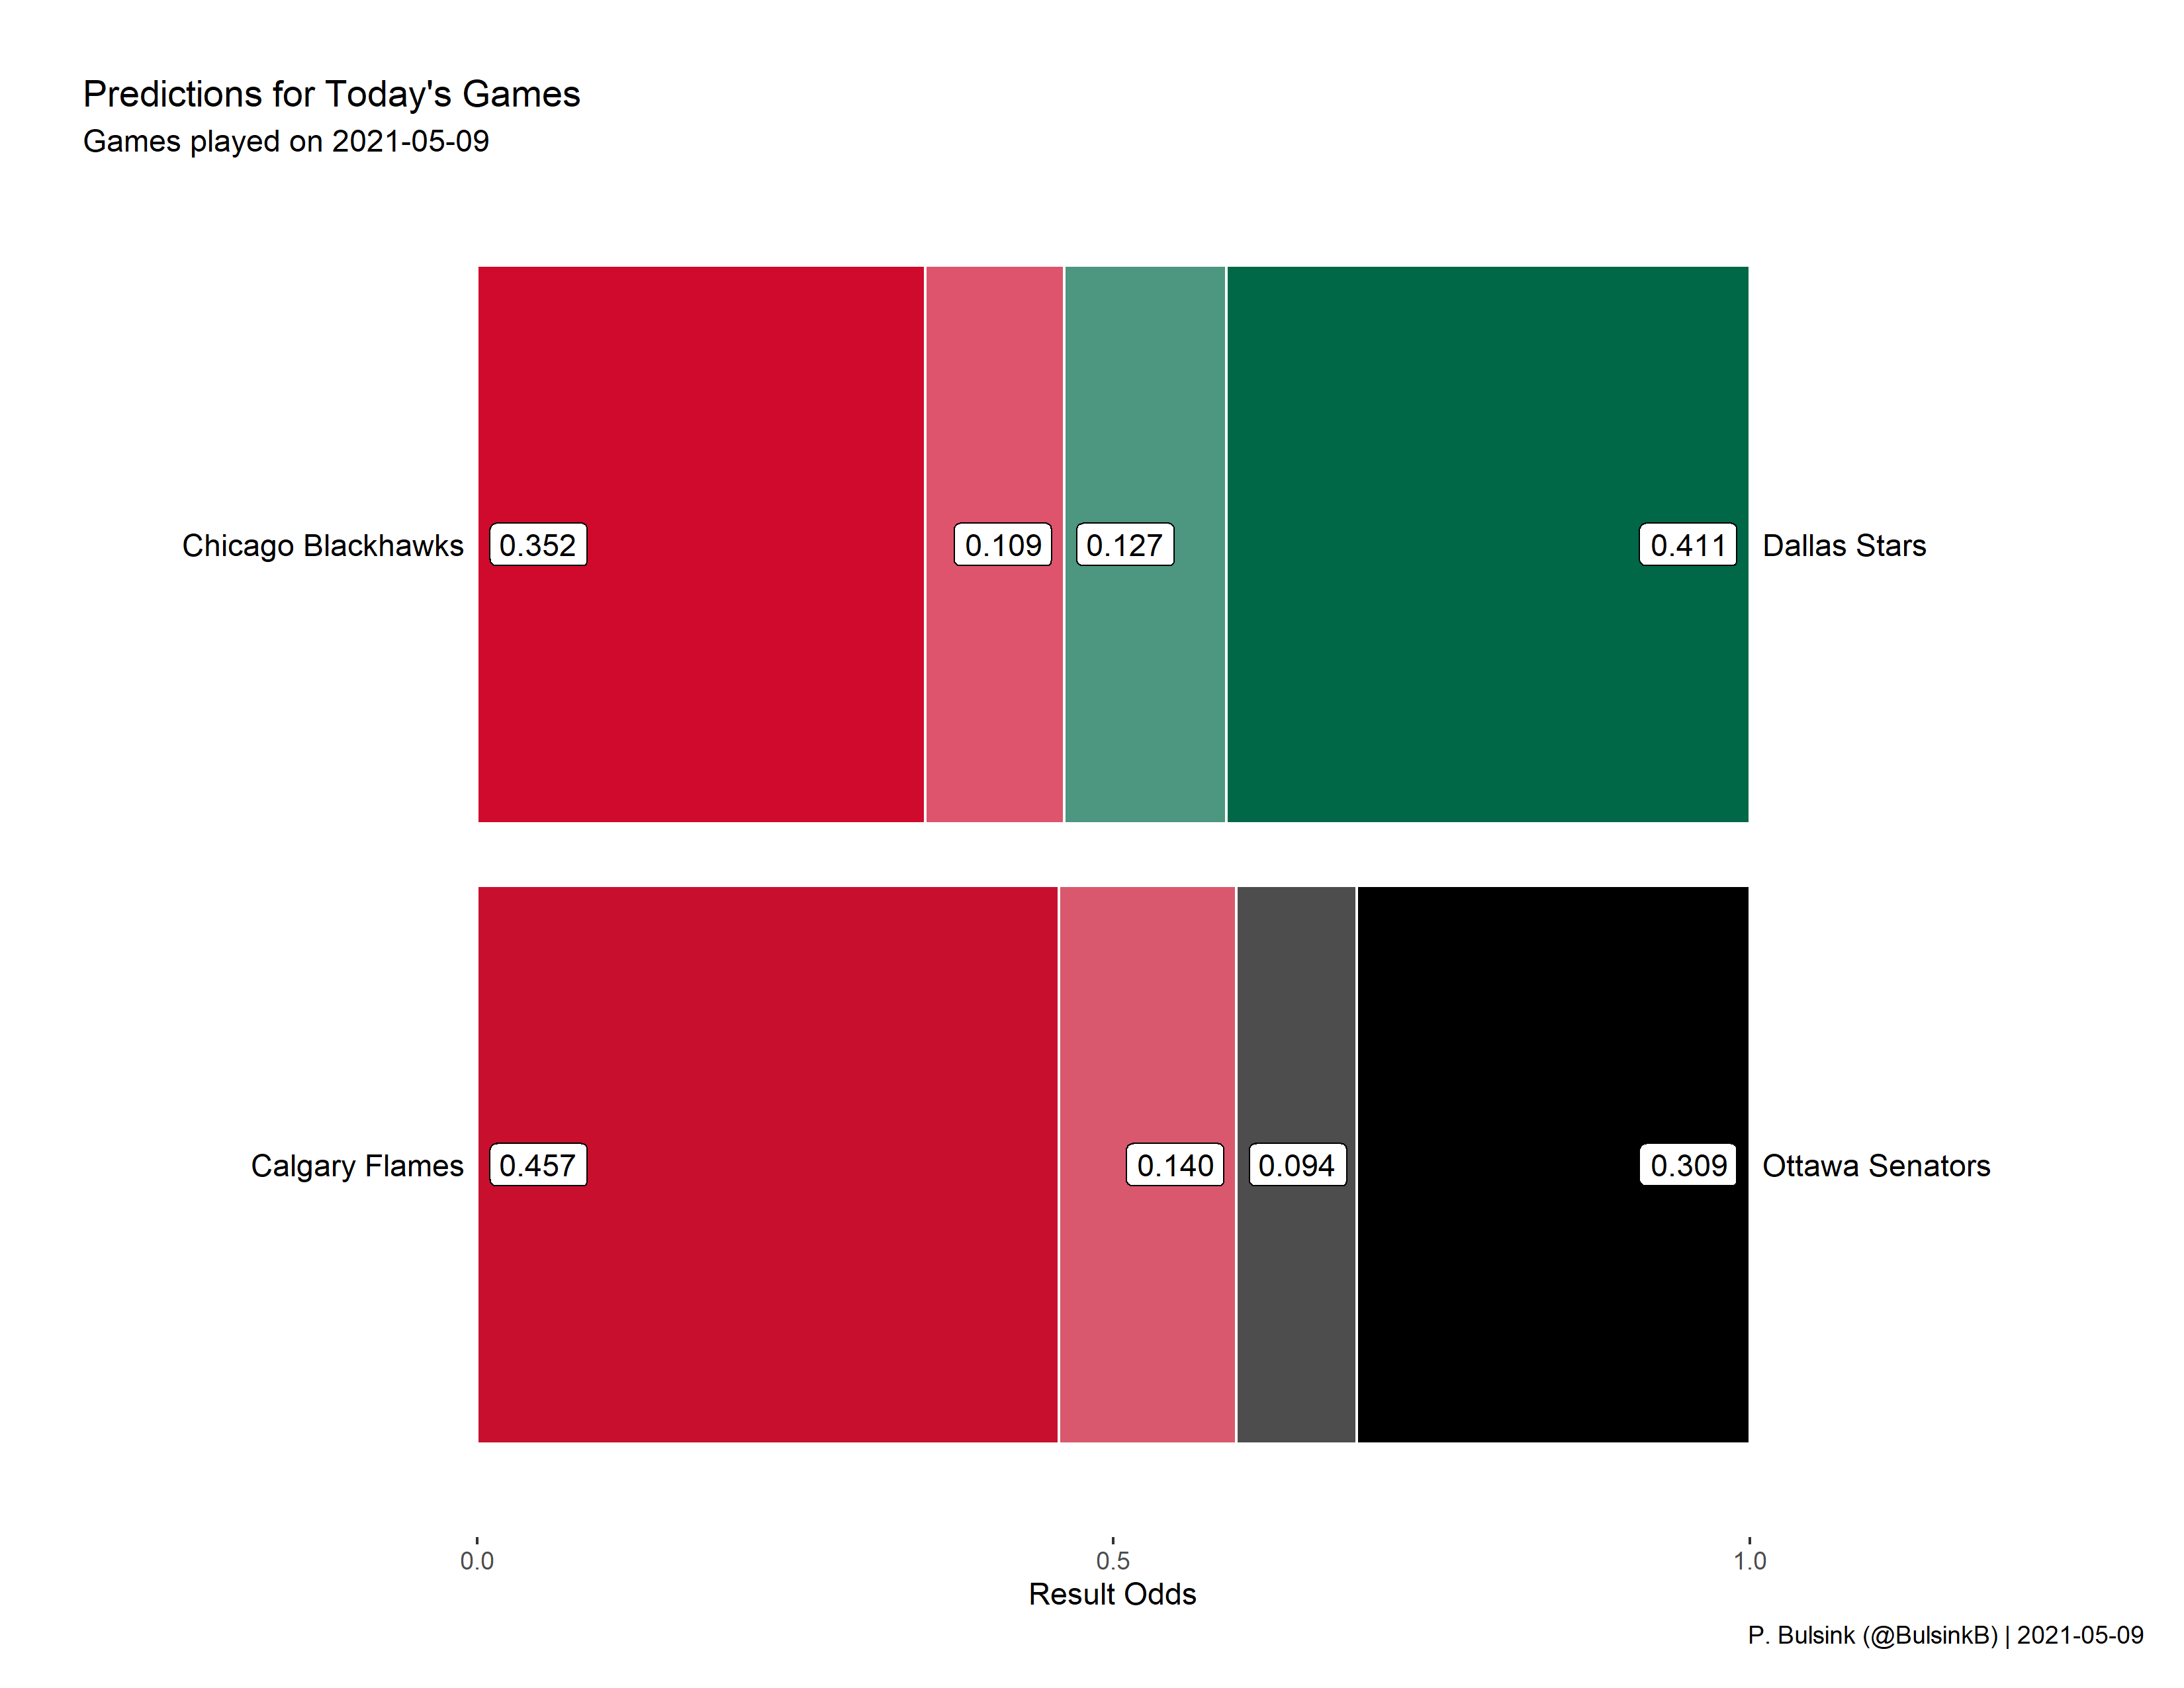 Predictions for Today's Games
Games played on 2021-05-09
Chicago Blackhawks 0.352 0.109 0.127 0.411 Dallas Stars
Calgary Flames 0.457 0.140 0.094 0.309 Ottawa Senators
0.0 0.5 1.0
Result Odds
P. Bulsink (@BulsinkB) | 2021-05-09